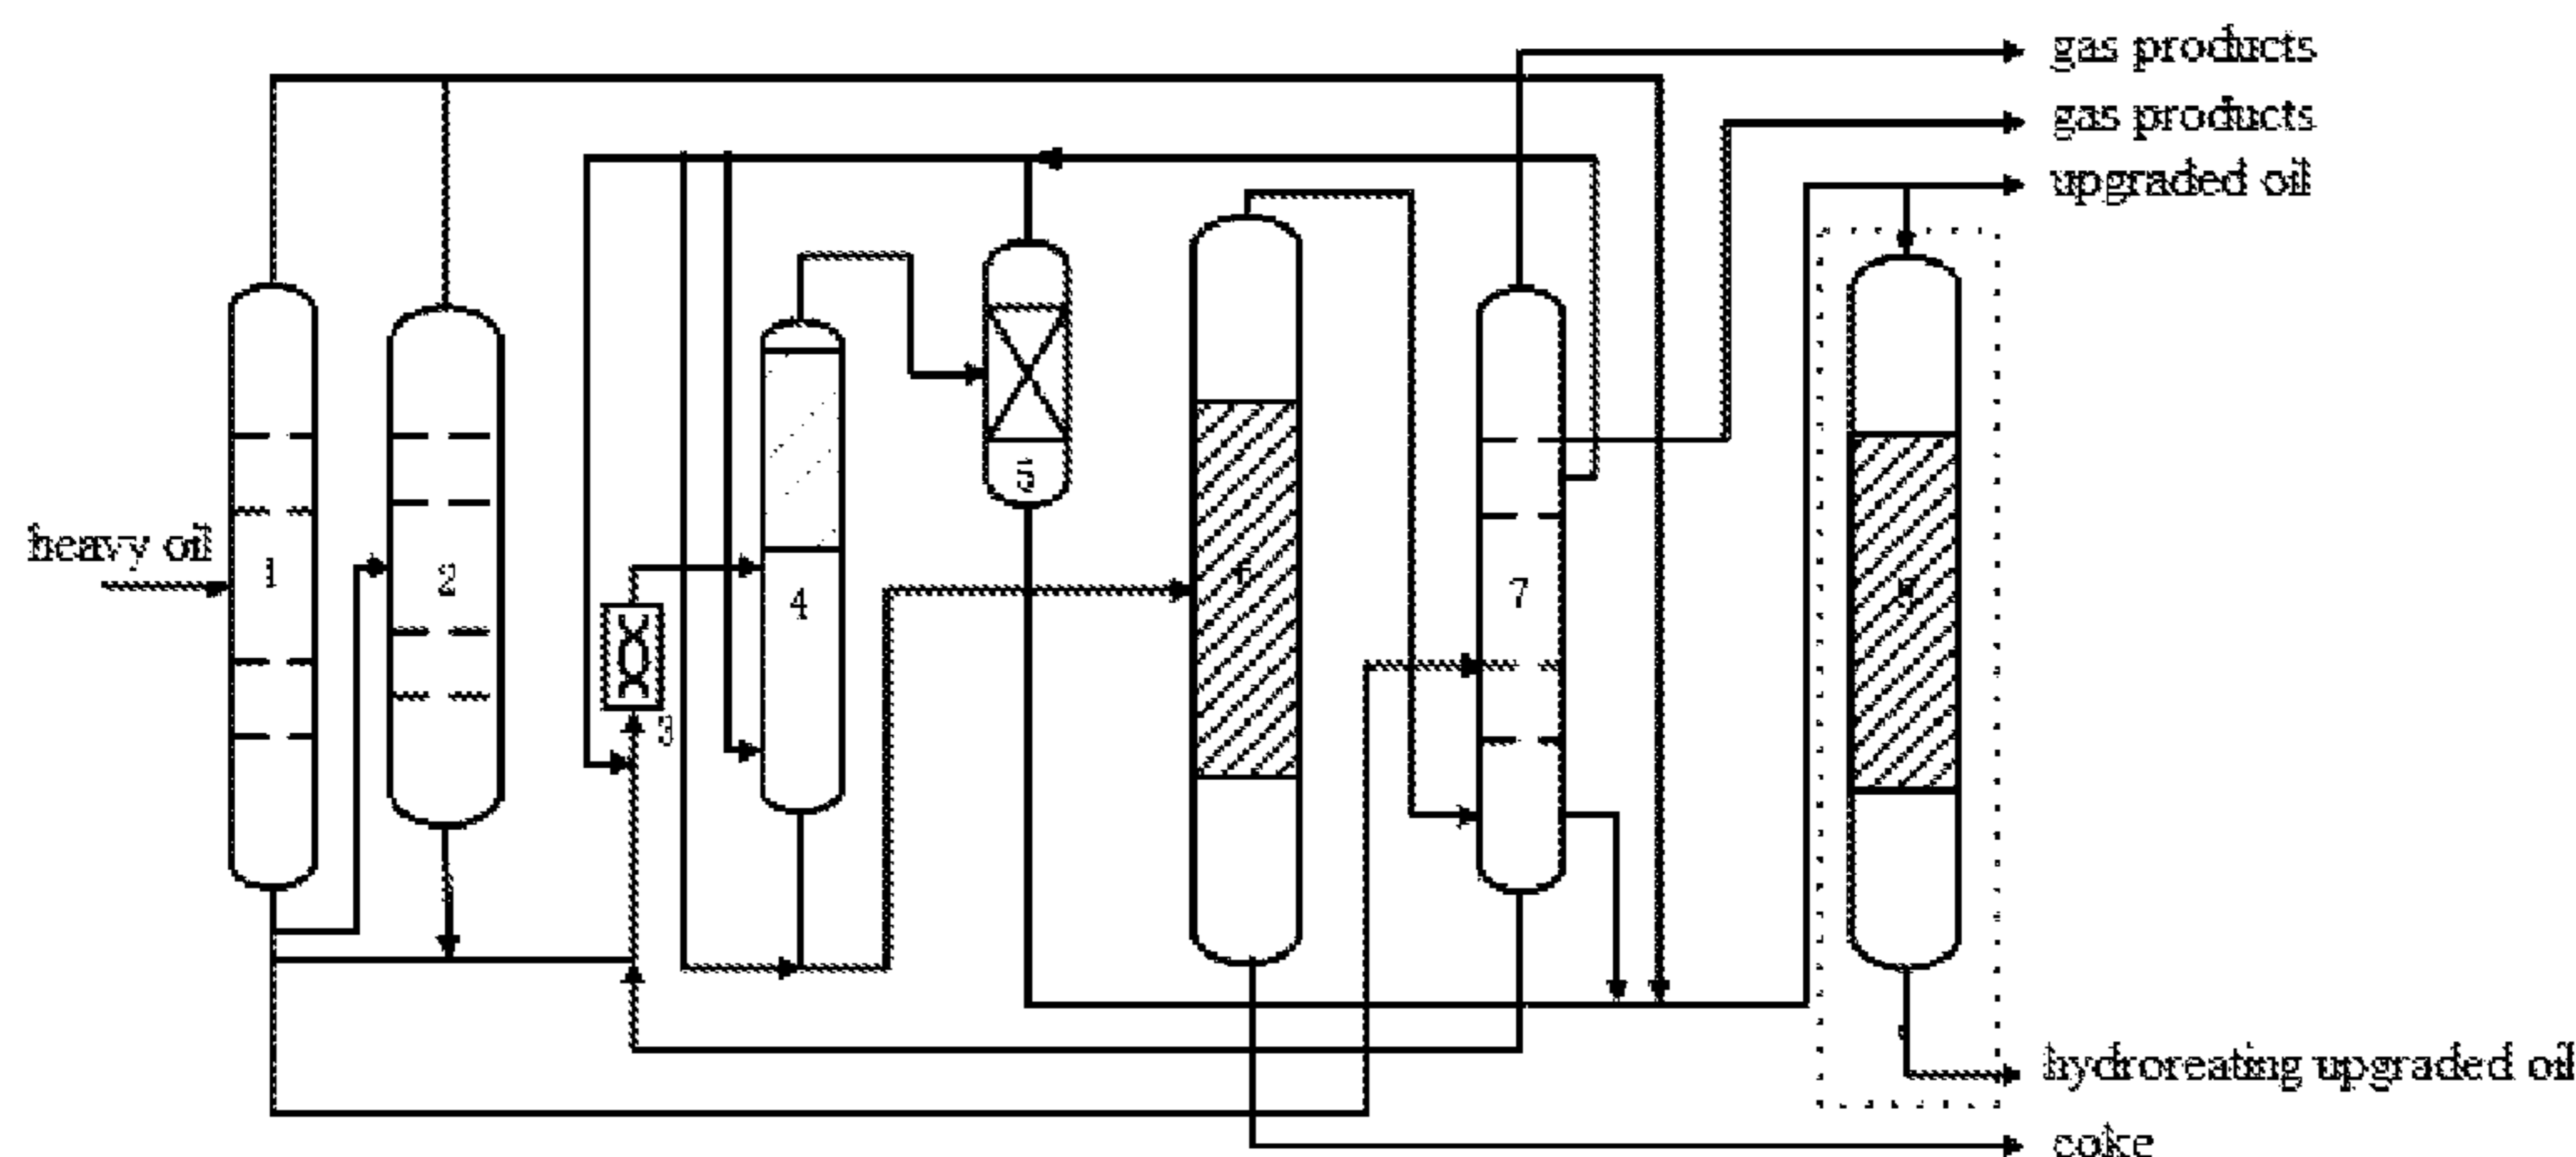 gas products
gas products
upgraded oil
heavy oil
1
2
3
4
5
7
hydroreating upgraded oil
coke